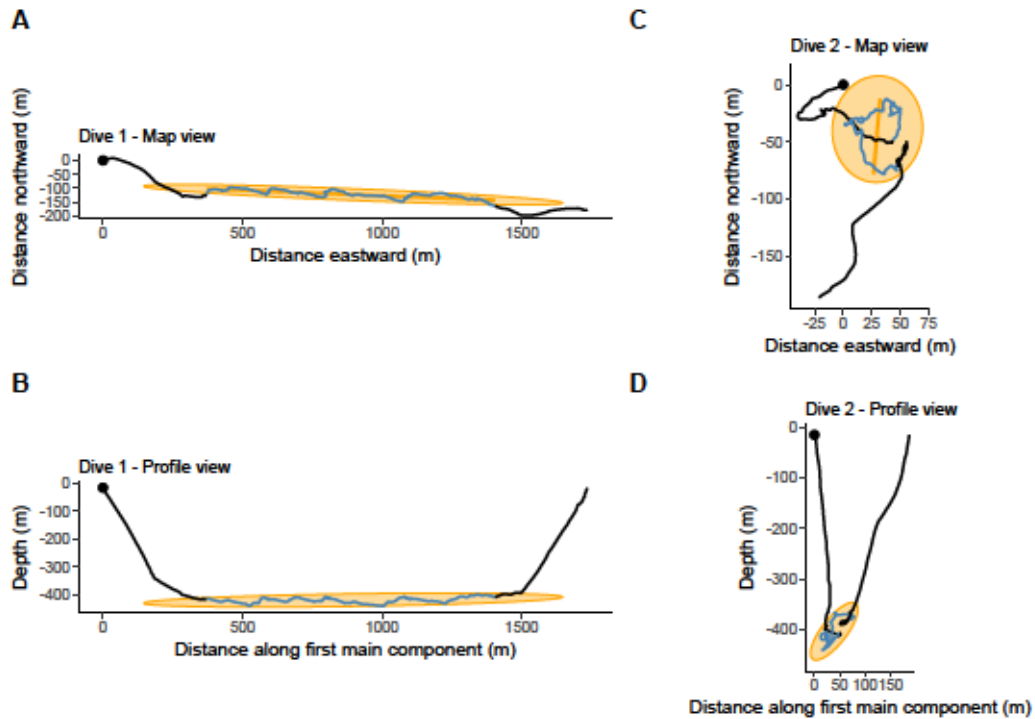 A
Dive 1 - Map view
Distance northward (m)
0
-50
-100
-150
-200
0 500 1000 1500
Distance eastward (m)
B
Dive 1 - Profile view
Depth (m)
0
-100
-200
-300
-400
0 500 1000 1500
Distance along first main component (m)
C
Dive 2 - Map view
Distance northward (m)
0
-50
-100
-150
-25 0 25 50 75
Distance eastward (m)
D
Dive 2 - Profile view
Depth (m)
0
-100
-200
-300
-400
0 50 100 150
Distance along first main component (m)